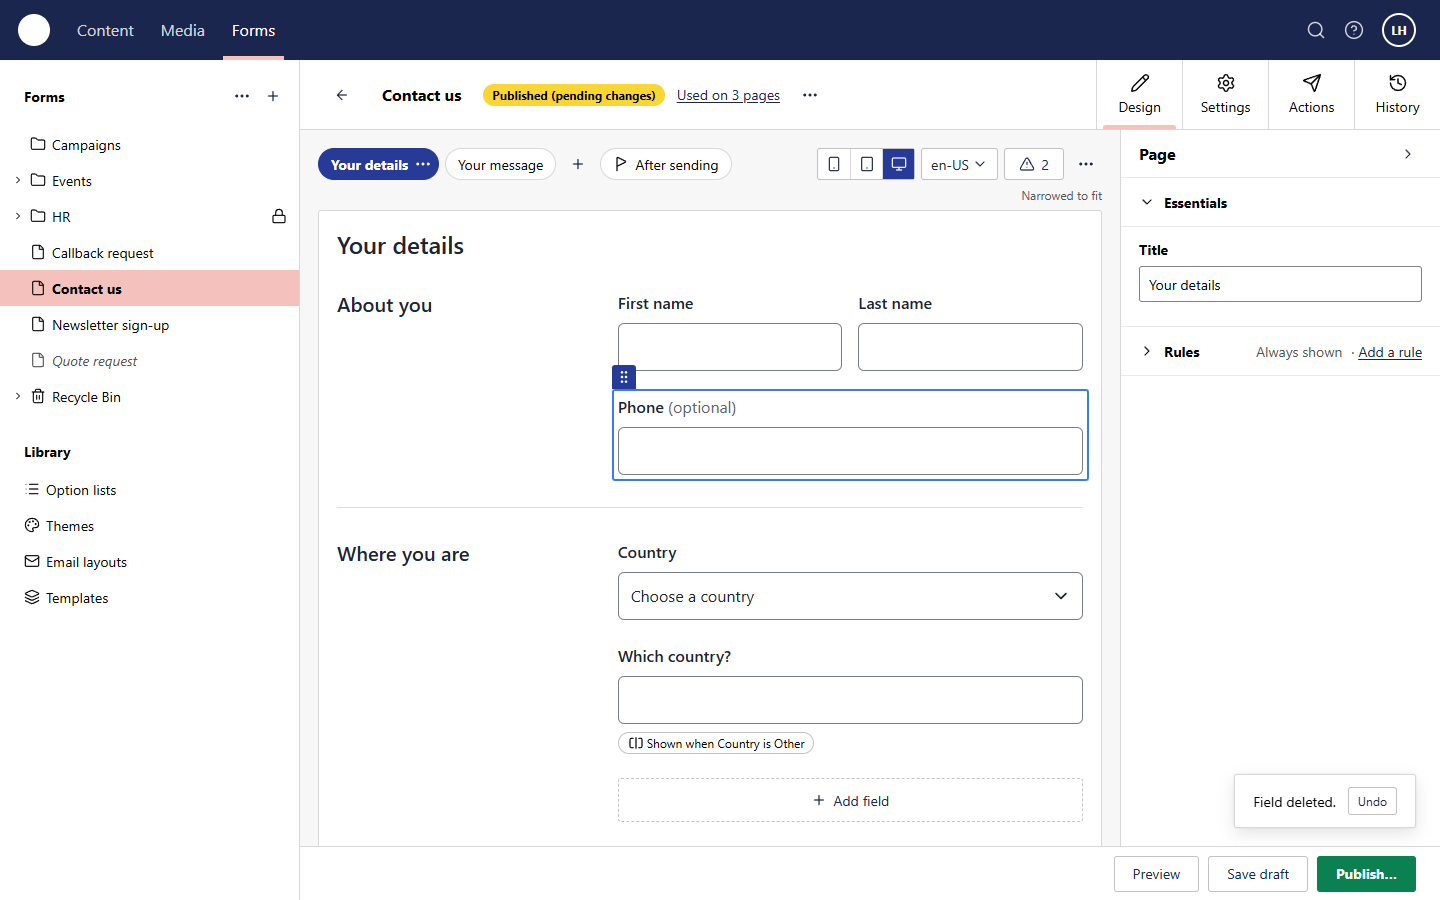 Content
Media
Forms
LH
Forms
Campaigns
Events
HR
Callback request
Contact us
Newsletter sign-up
Quote request
Recycle Bin
Library
Option lists
Themes
Email layouts
Templates
Contact us
Published (pending changes)
Used on 3 pages
Design
Settings
Actions
History
Your details
Your message
After sending
en-US
2
Narrowed to fit
Your details
About you
First name
Last name
Phone (optional)
Where you are
Country
Choose a country
Which country?
Shown when Country is Other
Add field
Page
Essentials
Title
Your details
Rules
Always shown · Add a rule
Field deleted.
Undo
Preview
Save draft
Publish...